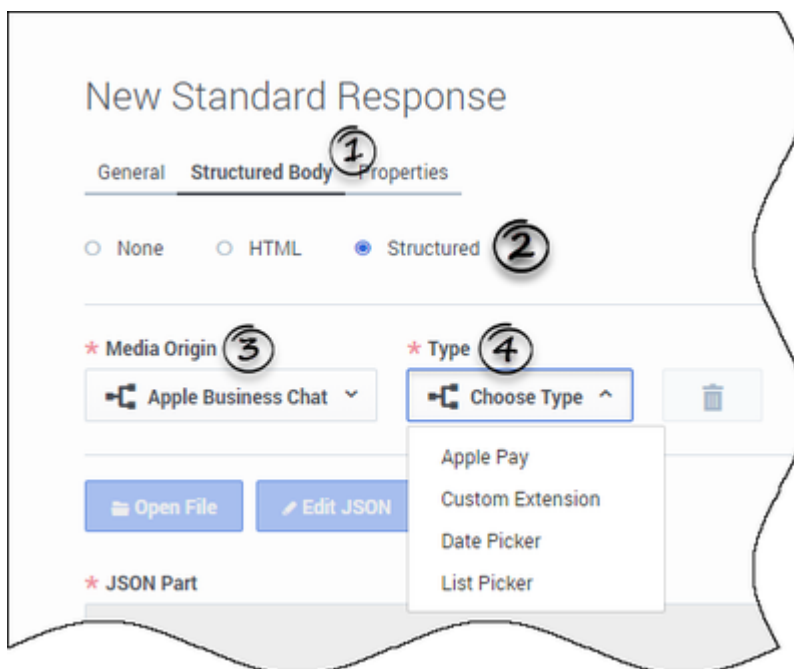 New Standard Response
1
General Structured Body Properties
None HTML Structured 2
* Media Origin 3 * Type 4
Apple Business Chat Choose Type
Apple Pay
Open File Edit JSON Custom Extension
Date Picker
* JSON Part List Picker